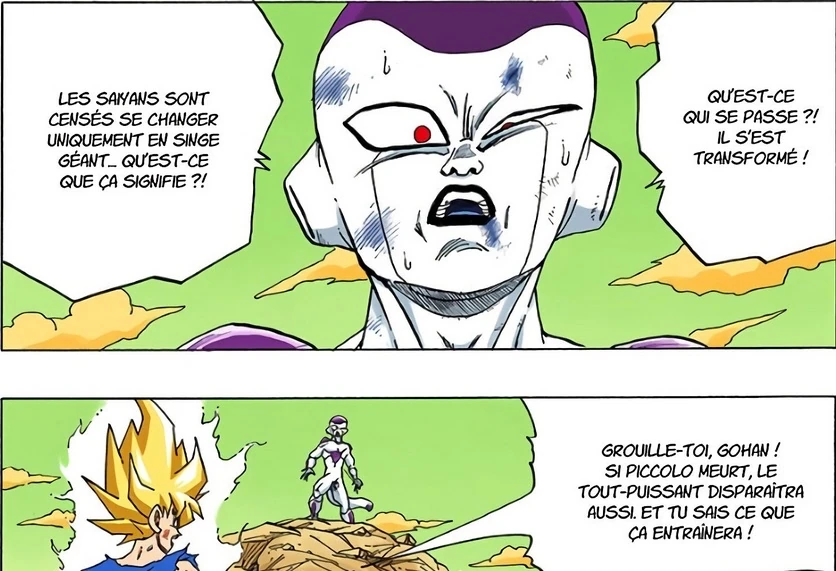 QU'EST-CE
QUI SE PASSE ?!
IL S'EST
TRANSFORMÉ !
LES SAIYANS SONT
CENSÉS SE CHANGER
UNIQUEMENT EN SINGE
GÉANT... QU'EST-CE
QUE ÇA SIGNIFIE ?!
GROUILLE-TOI, GOHAN !
SI PICCOLO MEURT, LE
TOUT-PUISSANT DISPARAÎTRA
AUSSI. ET TU SAIS CE QUE
ÇA ENTRAÎNERA !